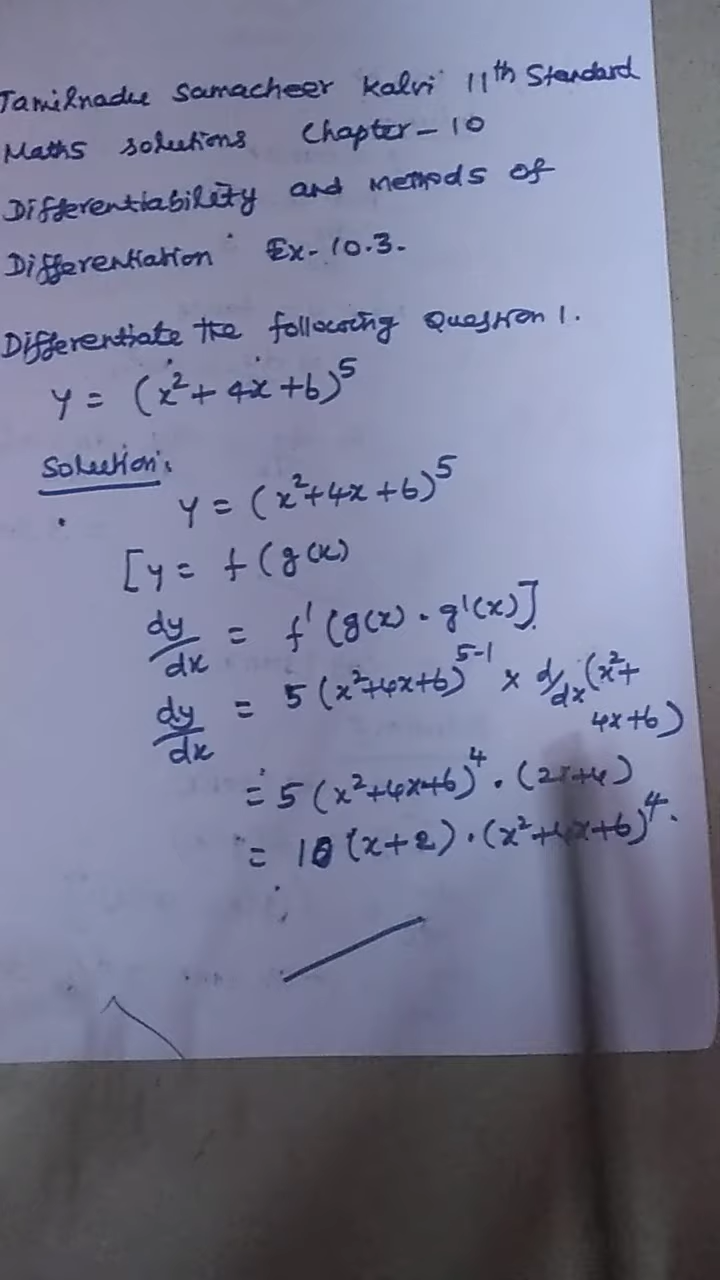 Tamilnadu Samacheer Kalvi 11th Standard
Maths solutions Chapter - 10
Differentiability and Methods of
Differentiation Ex - 10.3.
Differentiate the following Question 1.
y = (x² + 4x + 6)⁵
Solution:
y = (x² + 4x + 6)⁵
[y = f(g(x)
dy/dx = f'(g(x) · g'(x)]
dy/dx = 5(x² + 4x + 6)⁵⁻¹ × d/dx (x² +
4x + 6)
= 5(x² + 4x + 6)⁴ · (2x + 4)
= 10(x + 2) · (x² + 4x + 6)⁴.